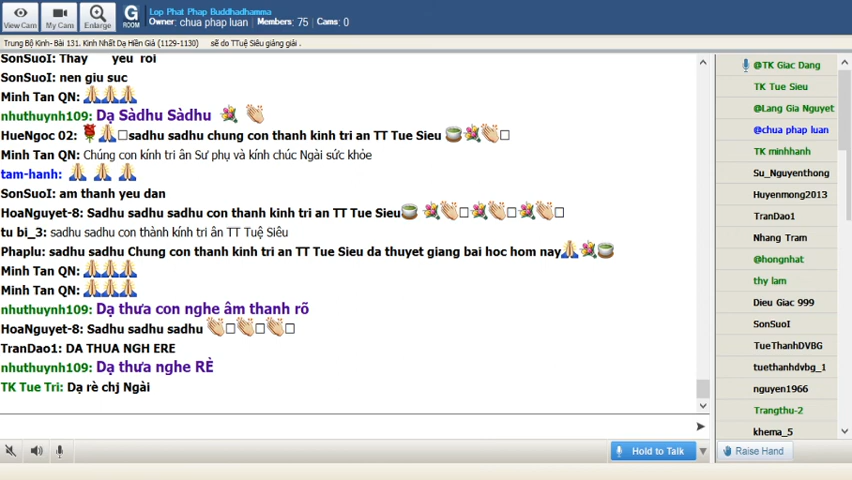 View Cam
My Cam
Enlarge
G
ROOM
Lop Phat Phap Buddhadhamma
Owner: chua phap luan Members: 75 Cams: 0
Trung Bộ Kinh- Bài 131. Kinh Nhất Dạ Hiền Giả (1129-1130) sẽ do TTuệ Siêu giảng giải .
SonSuoI: Thay yeu roi
SonSuoI: nen giu suc
Minh Tan QN:
nhuthuynh109: Dạ Sàdhu Sàdhu
HueNgoc 02: sadhu sadhu chung con thanh kinh tri an TT Tue Sieu
Minh Tan QN: Chúng con kính tri ân Sư phụ và kính chúc Ngài sức khỏe
tam-hanh:
SonSuoI: am thanh yeu dan
HoaNguyet-8: Sadhu sadhu sadhu con thanh kinh tri an TT Tue Sieu
tu bi_3: sadhu sadhu con thành kính tri ân TT Tuệ Siêu
Phaplu: sadhu sadhu Chung con thanh kinh tri an TT Tue Sieu da thuyet giang bai hoc hom nay
Minh Tan QN:
Minh Tan QN:
nhuthuynh109: Dạ thưa con nghe âm thanh rõ
HoaNguyet-8: Sadhu sadhu sadhu
TranDao1: DA THUA NGH ERE
nhuthuynh109: Dạ thưa nghe RÈ
TK Tue Tri: Dạ rè chj Ngài
Hold to Talk
Raise Hand
@TK Giac Dang
TK Tue Sieu
@Lang Gia Nguyet
@chua phap luan
TK minhhanh
Su_Nguyenthong
Huyenmong2013
TranDao1
Nhang Tram
@hongnhat
thy lam
Dieu Giac 999
SonSuoI
TueThanhDVBG
tuethanhdvbg_1
nguyen1966
Trangthu-2
khema_5